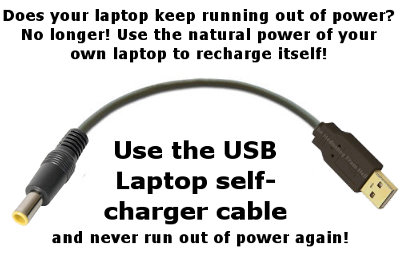 Does your laptop keep running out of power?
No longer! Use the natural power of your
own laptop to recharge itself!
Use the USB
Laptop self-
charger cable
and never run out of power again!